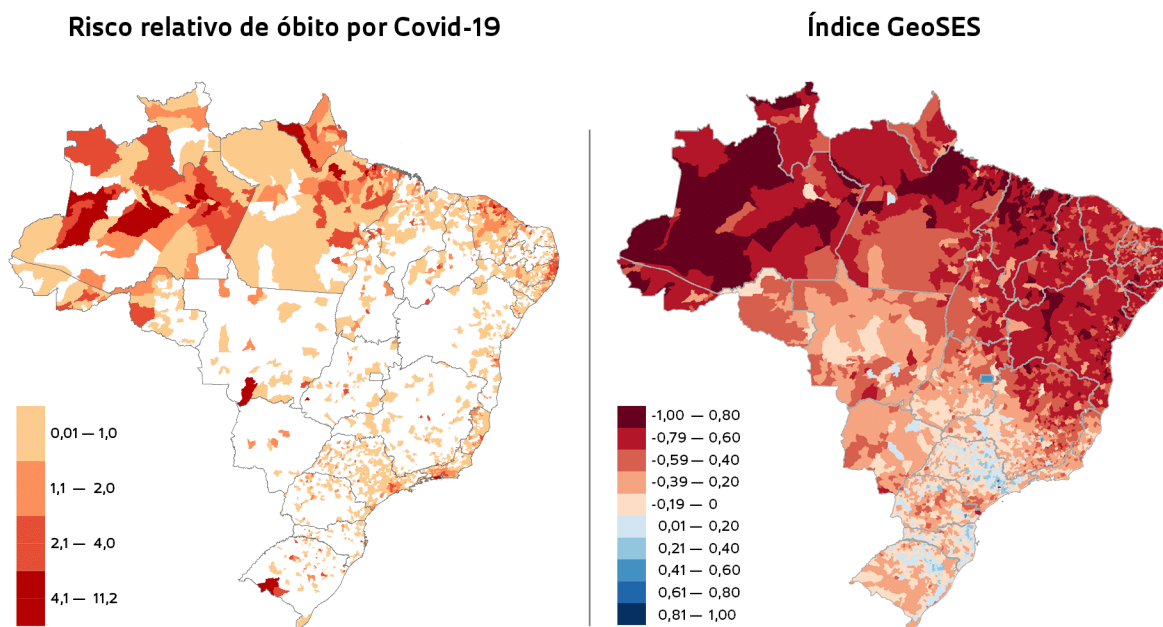 Risco relativo de óbito por Covid-19
0,01 — 1,0
1,1 — 2,0
2,1 — 4,0
4,1 — 11,2
Índice GeoSES
-1,00 — 0,80
-0,79 — 0,60
-0,59 — 0,40
-0,39 — 0,20
-0,19 — 0
0,01 — 0,20
0,21 — 0,40
0,41 — 0,60
0,61 — 0,80
0,81 — 1,00